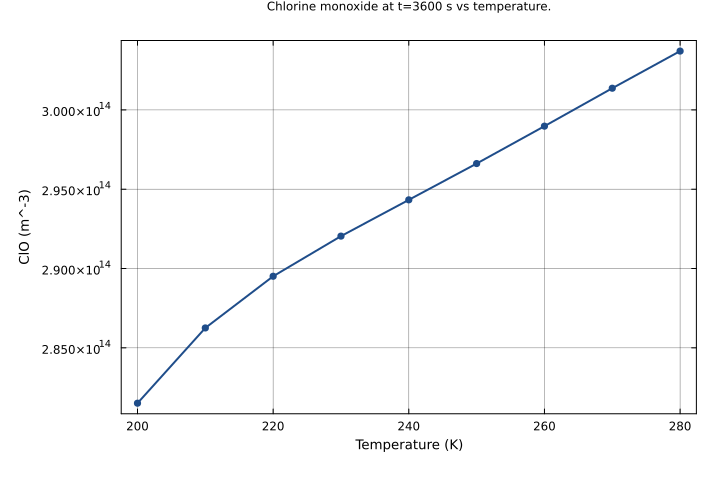 Chlorine monoxide at t=3600 s vs temperature.
ClO (m^-3)
3.000×10^14
2.950×10^14
2.900×10^14
2.850×10^14
200 220 240 260 280
Temperature (K)